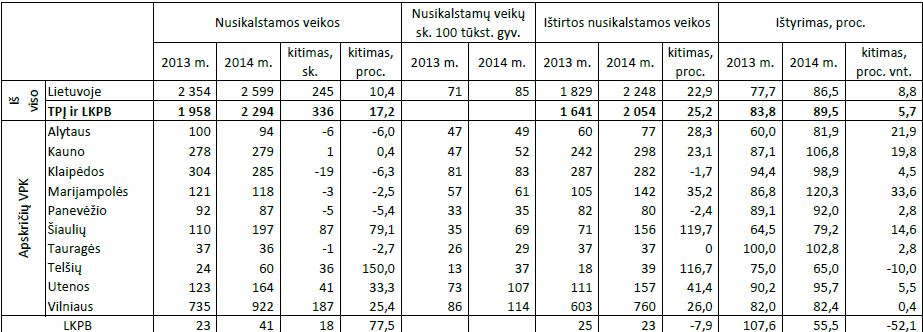 Nusikalstamos veikos Nusikalstamų veikų sk. 100 tūkst. gyv. Ištirtos nusikalstamos veikos Ištyrimas, proc.
2013 m. 2014 m. kitimas, sk. kitimas, proc. 2013 m. 2014 m. 2013 m. 2014 m. kitimas, proc. 2013 m. 2014 m. kitimas, proc. vnt.
Iš viso
Lietuvoje 2 354 2 599 245 10,4 71 85 1 829 2 248 22,9 77,7 86,5 8,8
TPĮ ir LKPB 1 958 2 294 336 17,2 1 641 2 054 25,2 83,8 89,5 5,7
Apskričių VPK
Alytaus 100 94 -6 -6,0 47 49 60 77 28,3 60,0 81,9 21,9
Kauno 278 279 1 0,4 47 52 242 298 23,1 87,1 106,8 19,8
Klaipėdos 304 285 -19 -6,3 81 83 287 282 -1,7 94,4 98,9 4,5
Marijampolės 121 118 -3 -2,5 57 61 105 142 35,2 86,8 120,3 33,6
Panevėžio 92 87 -5 -5,4 33 35 82 80 -2,4 89,1 92,0 2,8
Šiaulių 110 197 87 79,1 35 69 71 156 119,7 64,5 79,2 14,6
Tauragės 37 36 -1 -2,7 26 29 37 37 0 100,0 102,8 2,8
Telšių 24 60 36 150,0 13 37 18 39 116,7 75,0 65,0 -10,0
Utenos 123 164 41 33,3 73 107 111 157 41,4 90,2 95,7 5,5
Vilniaus 735 922 187 25,4 86 114 603 760 26,0 82,0 82,4 0,4
LKPB 23 41 18 77,5 25 23 -7,9 107,6 55,5 -52,1